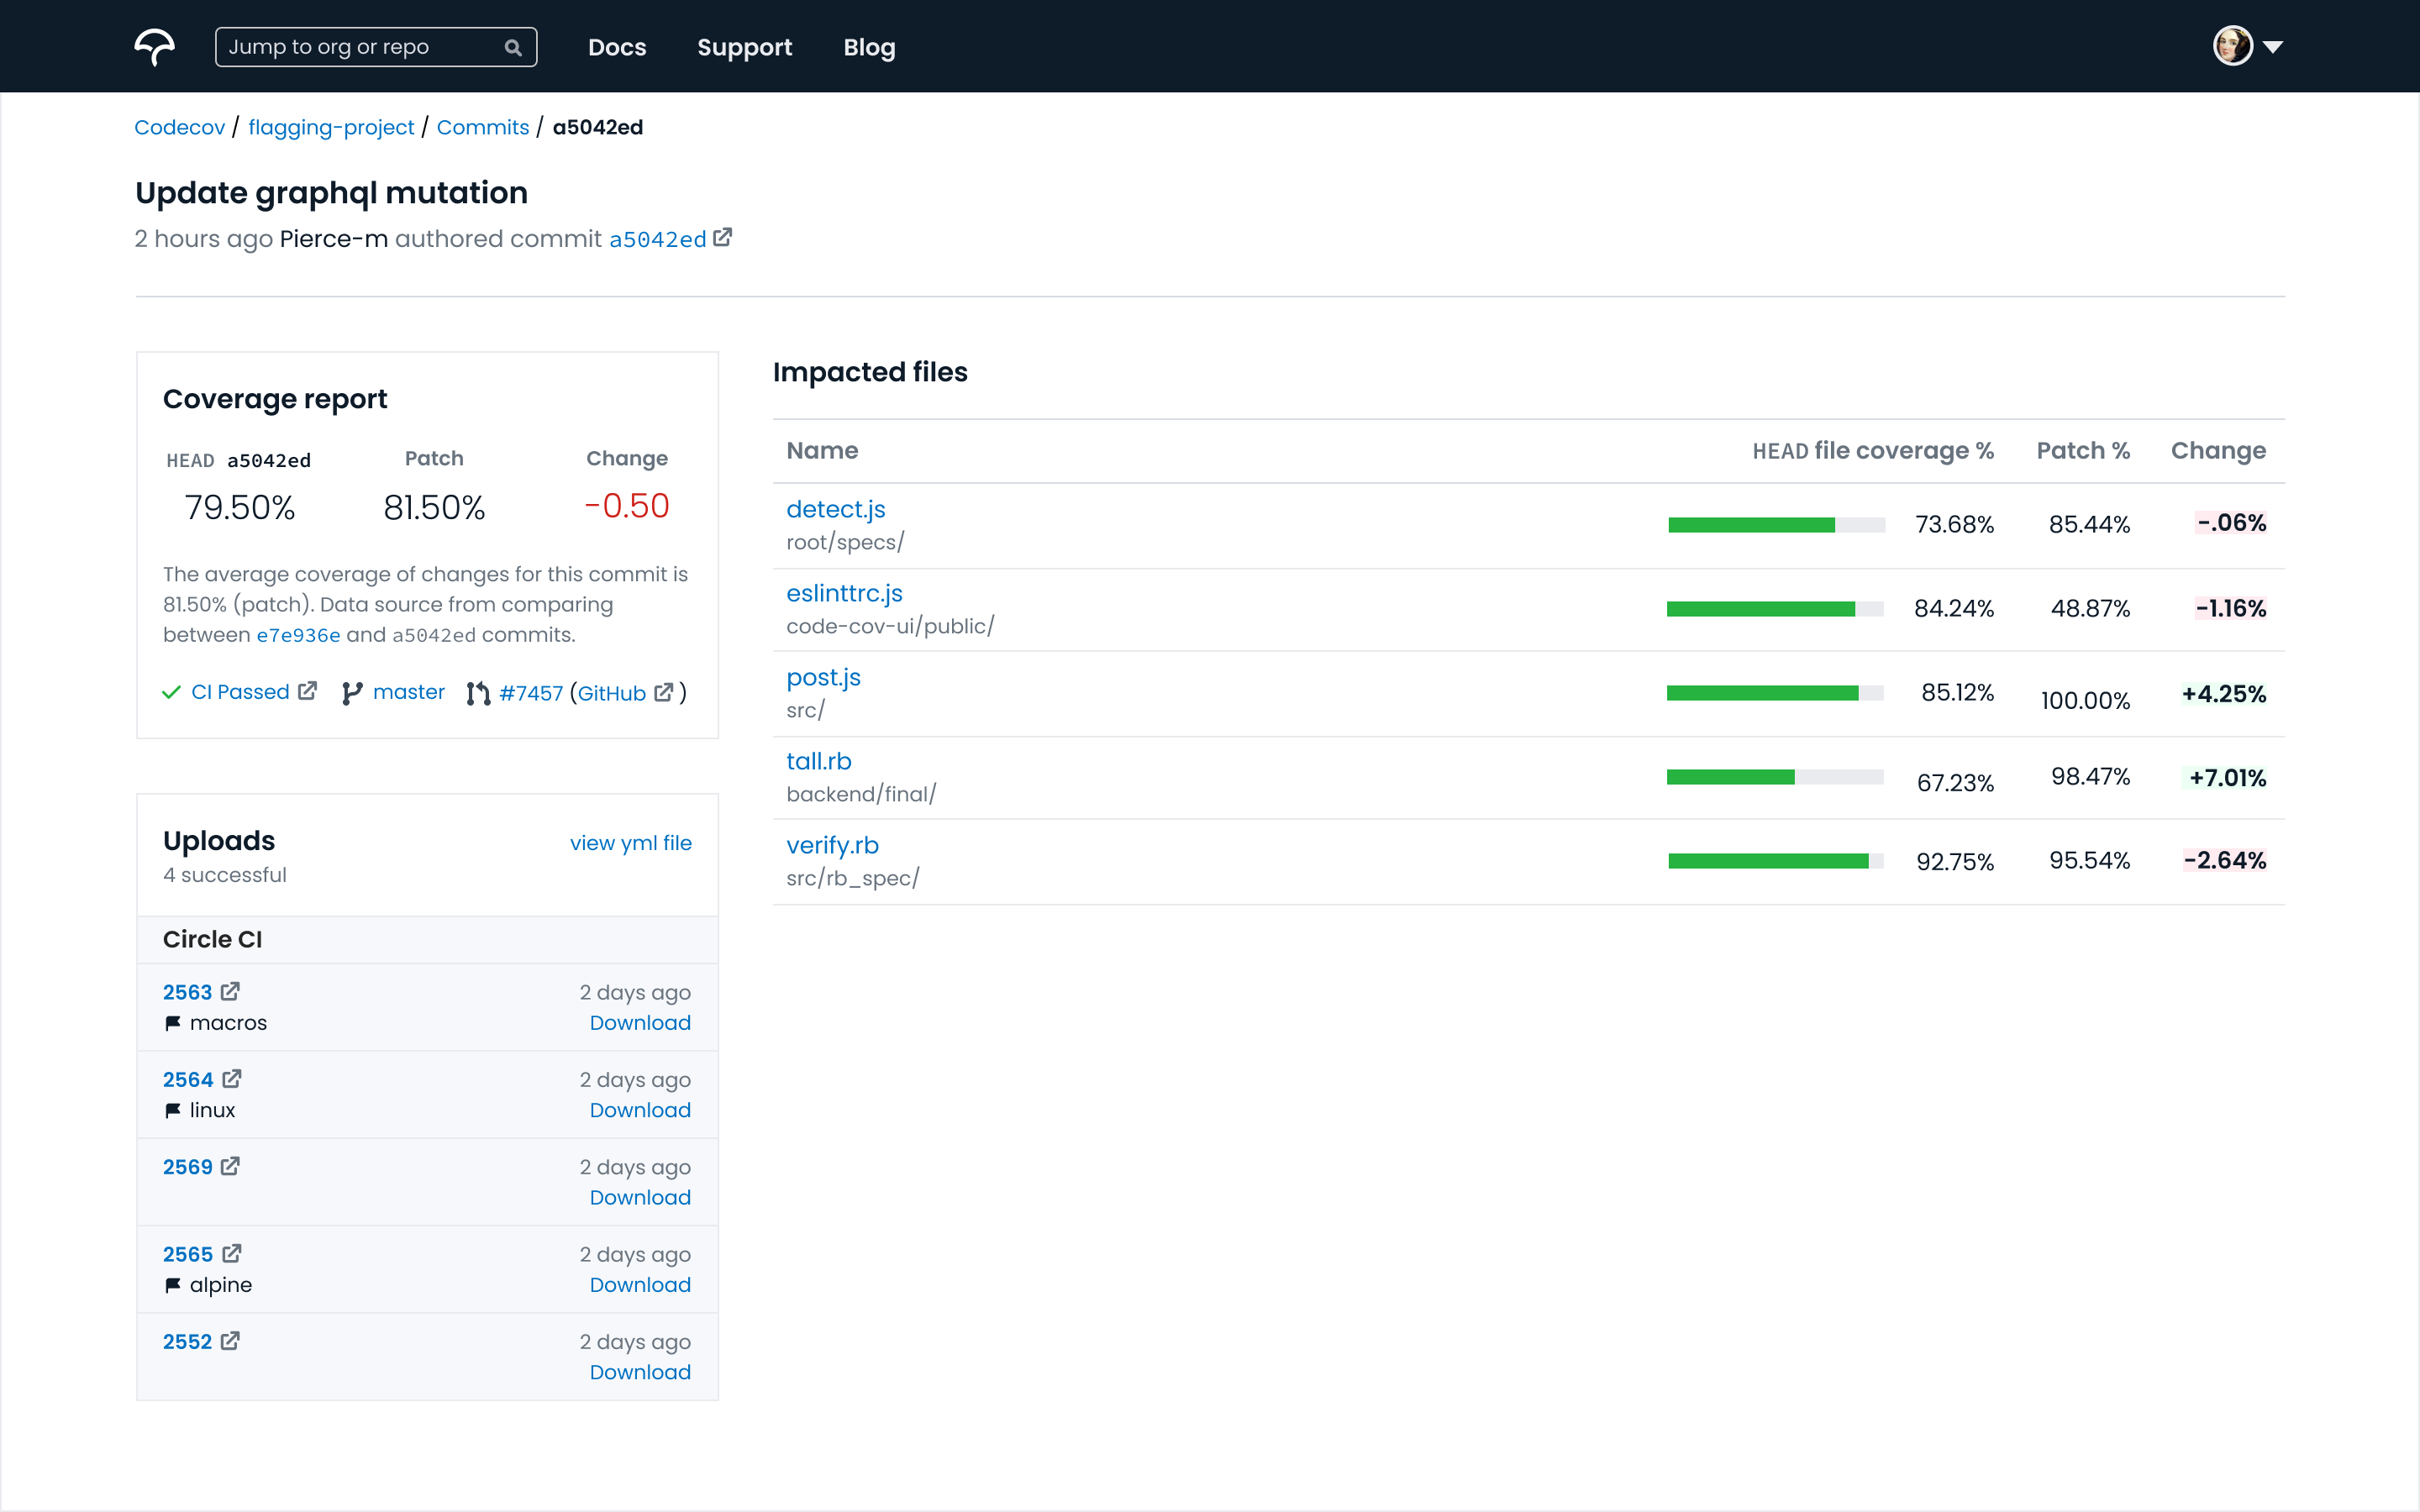 Jump to org or repo
Docs Support Blog
Codecov / flagging-project / Commits / a5042ed
Update graphql mutation
2 hours ago Pierce-m authored commit a5042ed
Coverage report
HEAD a5042ed Patch Change
79.50% 81.50% -0.50
The average coverage of changes for this commit is
81.50% (patch). Data source from comparing
between e7e936e and a5042ed commits.
CI Passed master #7457 (GitHub )
Uploads view yml file
4 successful
Circle CI
2563 2 days ago
macros Download
2564 2 days ago
linux Download
2569 2 days ago
Download
2565 2 days ago
alpine Download
2552 2 days ago
Download
Impacted files
Name HEAD file coverage % Patch % Change
detect.js
root/specs/
73.68% 85.44% -.06%
eslinttrc.js
code-cov-ui/public/
84.24% 48.87% -1.16%
post.js
src/
85.12% 100.00% +4.25%
tall.rb
backend/final/
67.23% 98.47% +7.01%
verify.rb
src/rb_spec/
92.75% 95.54% -2.64%